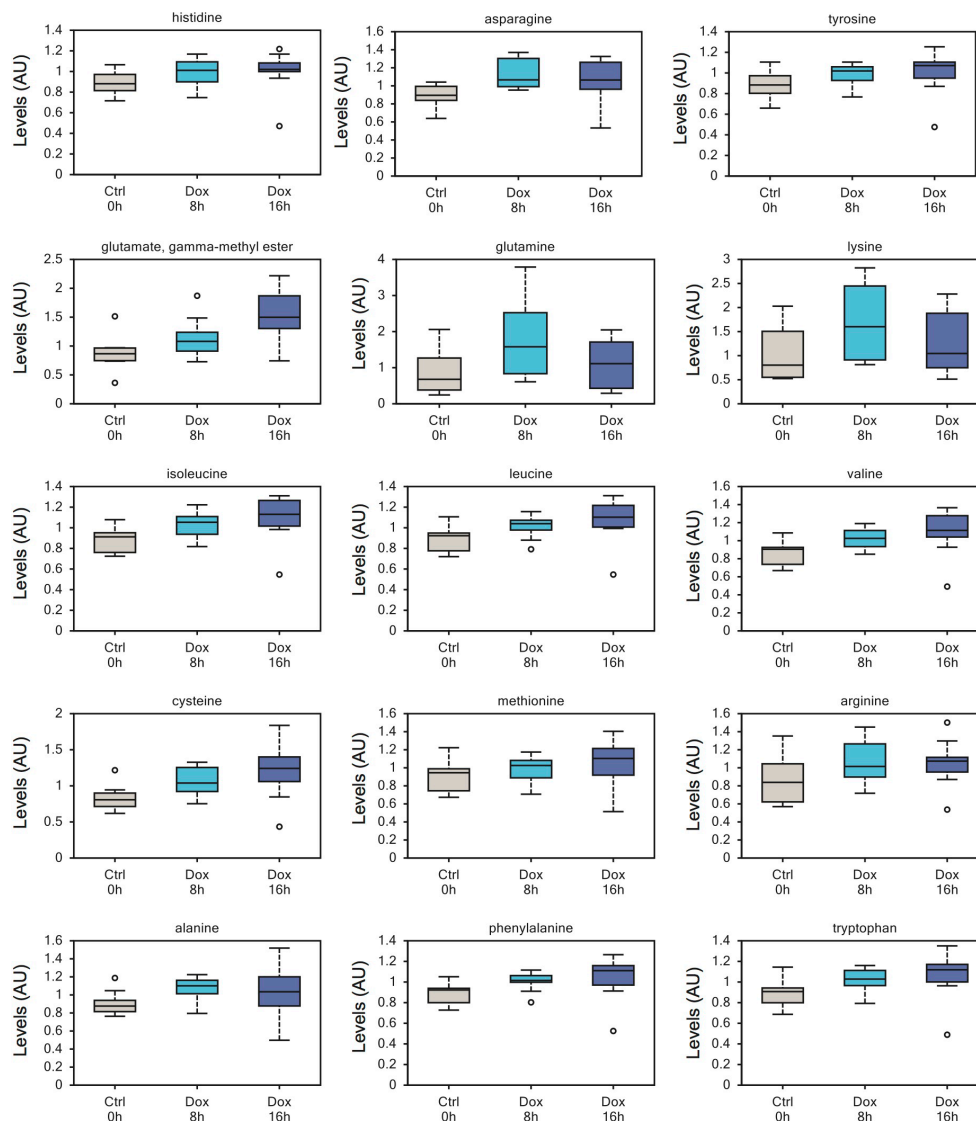 histidine
Levels (AU)
1.4
1.2
1
0.8
0.6
0.4
0.2
0
Ctrl
0h
Dox
8h
Dox
16h
asparagine
Levels (AU)
1.6
1.4
1.2
1
0.8
0.6
0.4
0.2
0
Ctrl
0h
Dox
8h
Dox
16h
tyrosine
Levels (AU)
1.4
1.2
1
0.8
0.6
0.4
0.2
0
Ctrl
0h
Dox
8h
Dox
16h
glutamate, gamma-methyl ester
Levels (AU)
2.5
2
1.5
1
0.5
0
Ctrl
0h
Dox
8h
Dox
16h
glutamine
Levels (AU)
4
3
2
1
0
Ctrl
0h
Dox
8h
Dox
16h
lysine
Levels (AU)
3
2.5
2
1.5
1
0.5
0
Ctrl
0h
Dox
8h
Dox
16h
isoleucine
Levels (AU)
1.4
1.2
1
0.8
0.6
0.4
0.2
0
Ctrl
0h
Dox
8h
Dox
16h
leucine
Levels (AU)
1.4
1.2
1
0.8
0.6
0.4
0.2
0
Ctrl
0h
Dox
8h
Dox
16h
valine
Levels (AU)
1.6
1.4
1.2
1
0.8
0.6
0.4
0.2
0
Ctrl
0h
Dox
8h
Dox
16h
cysteine
Levels (AU)
2
1.5
1
0.5
0
Ctrl
0h
Dox
8h
Dox
16h
methionine
Levels (AU)
1.6
1.4
1.2
1
0.8
0.6
0.4
0.2
0
Ctrl
0h
Dox
8h
Dox
16h
arginine
Levels (AU)
1.6
1.4
1.2
1
0.8
0.6
0.4
0.2
0
Ctrl
0h
Dox
8h
Dox
16h
alanine
Levels (AU)
1.6
1.4
1.2
1
0.8
0.6
0.4
0.2
0
Ctrl
0h
Dox
8h
Dox
16h
phenylalanine
Levels (AU)
1.4
1.2
1
0.8
0.6
0.4
0.2
0
Ctrl
0h
Dox
8h
Dox
16h
tryptophan
Levels (AU)
1.4
1.2
1
0.8
0.6
0.4
0.2
0
Ctrl
0h
Dox
8h
Dox
16h